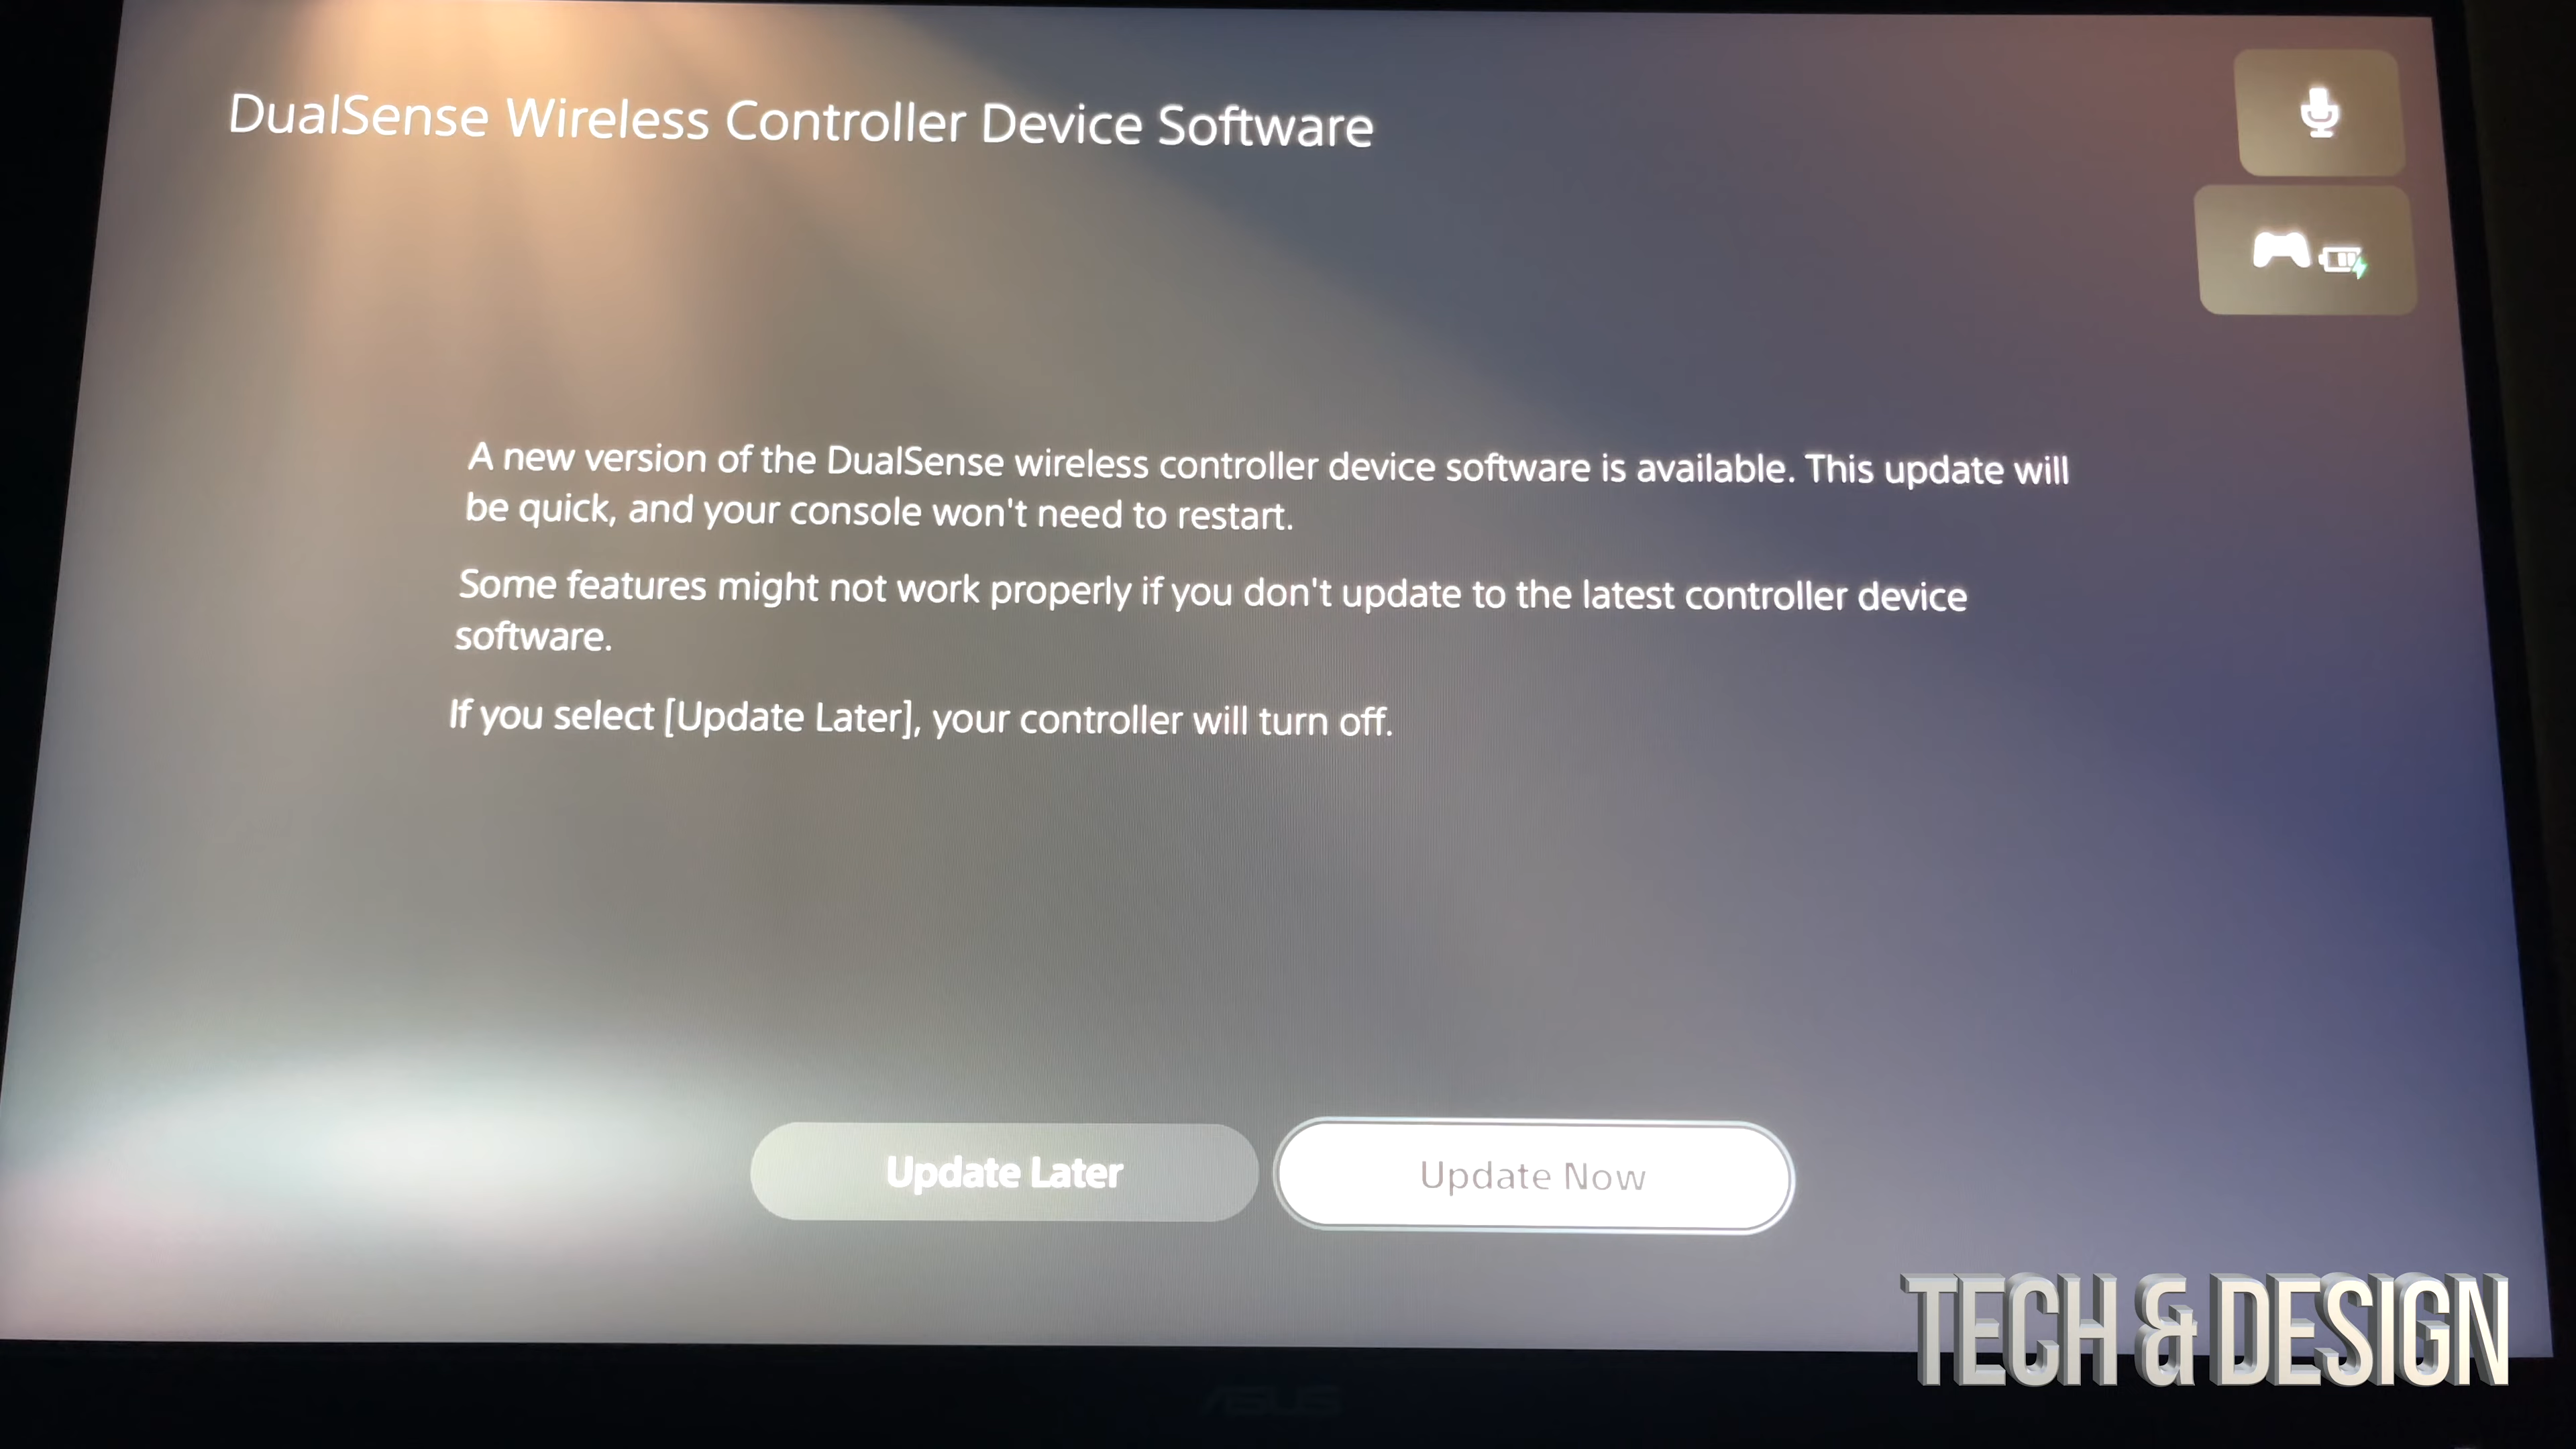 DualSense Wireless Controller Device Software
A new version of the DualSense wireless controller device software is available. This update will
be quick, and your console won't need to restart.
Some features might not work properly if you don't update to the latest controller device
software.
If you select [Update Later], your controller will turn off.
Update Later
Update Now
TECH & DESIGN
ASUS